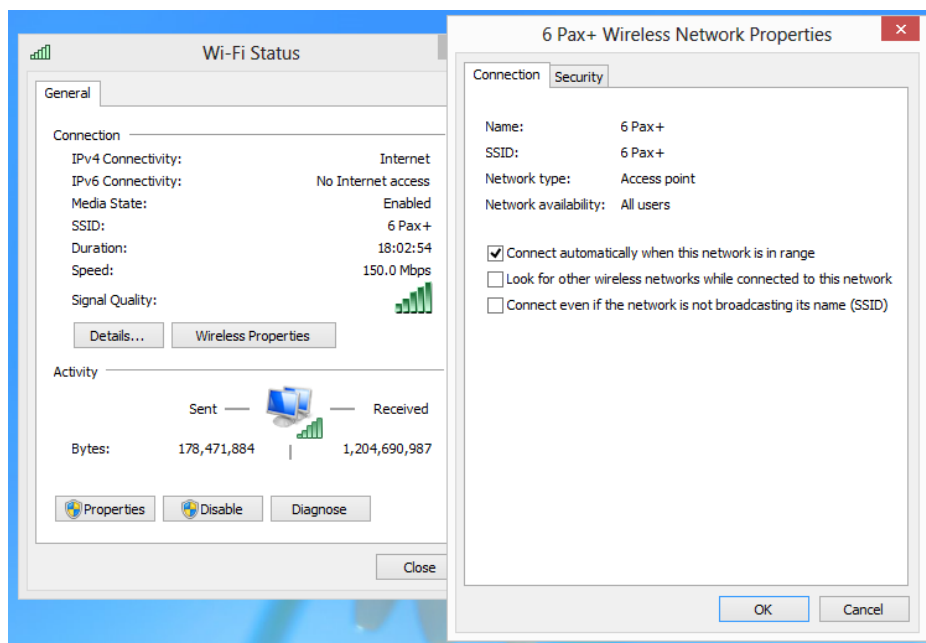 Wi-Fi Status
General
Connection
IPv4 Connectivity: Internet
IPv6 Connectivity: No Internet access
Media State: Enabled
SSID: 6 Pax+
Duration: 18:02:54
Speed: 150.0 Mbps
Signal Quality:
Details... Wireless Properties
Activity
Sent Received
Bytes: 178,471,884 1,204,690,987
Properties Disable Diagnose
Close
6 Pax+ Wireless Network Properties
Connection Security
Name: 6 Pax+
SSID: 6 Pax+
Network type: Access point
Network availability: All users
Connect automatically when this network is in range
Look for other wireless networks while connected to this network
Connect even if the network is not broadcasting its name (SSID)
OK Cancel